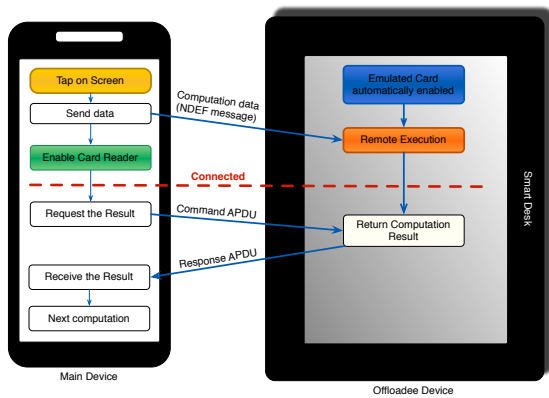 Tap on Screen
Send data
Enable Card Reader
Connected
Request the Result
Receive the Result
Next computation
Main Device
Computation data
(NDEF message)
Command APDU
Response APDU
Emulated Card
automatically enabled
Remote Execution
Return Computation
Result
Smart Desk
Offloadee Device